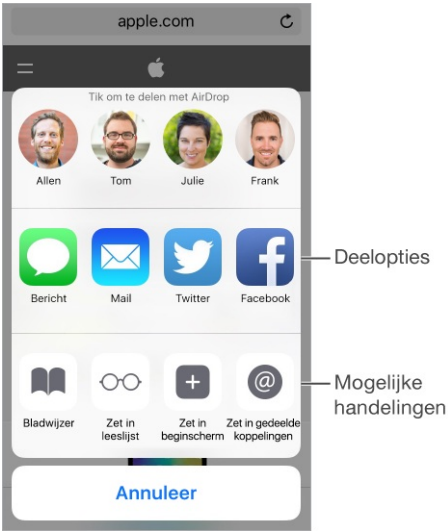 apple.com
Tik om te delen met AirDrop
Allen Tom Julie Frank
Deelopties
Bericht Mail Twitter Facebook
Mogelijke
handelingen
Bladwijzer Zet in Zet in Zet in gedeelde
leeslijst beginscherm koppelingen
Annuleer